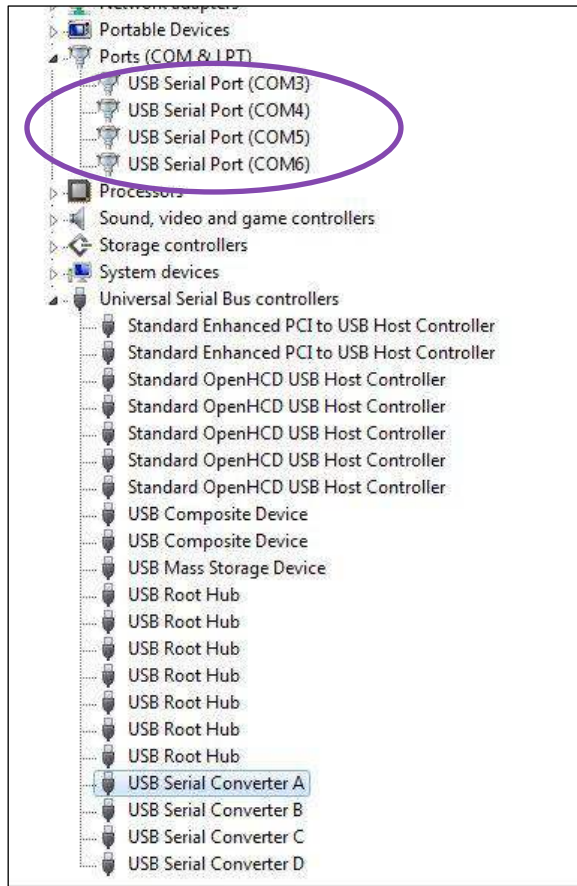 Network adapters
Portable Devices
Ports (COM & LPT)
USB Serial Port (COM3)
USB Serial Port (COM4)
USB Serial Port (COM5)
USB Serial Port (COM6)
Processors
Sound, video and game controllers
Storage controllers
System devices
Universal Serial Bus controllers
Standard Enhanced PCI to USB Host Controller
Standard Enhanced PCI to USB Host Controller
Standard OpenHCD USB Host Controller
Standard OpenHCD USB Host Controller
Standard OpenHCD USB Host Controller
Standard OpenHCD USB Host Controller
Standard OpenHCD USB Host Controller
USB Composite Device
USB Composite Device
USB Mass Storage Device
USB Root Hub
USB Root Hub
USB Root Hub
USB Root Hub
USB Root Hub
USB Root Hub
USB Root Hub
USB Serial Converter A
USB Serial Converter B
USB Serial Converter C
USB Serial Converter D